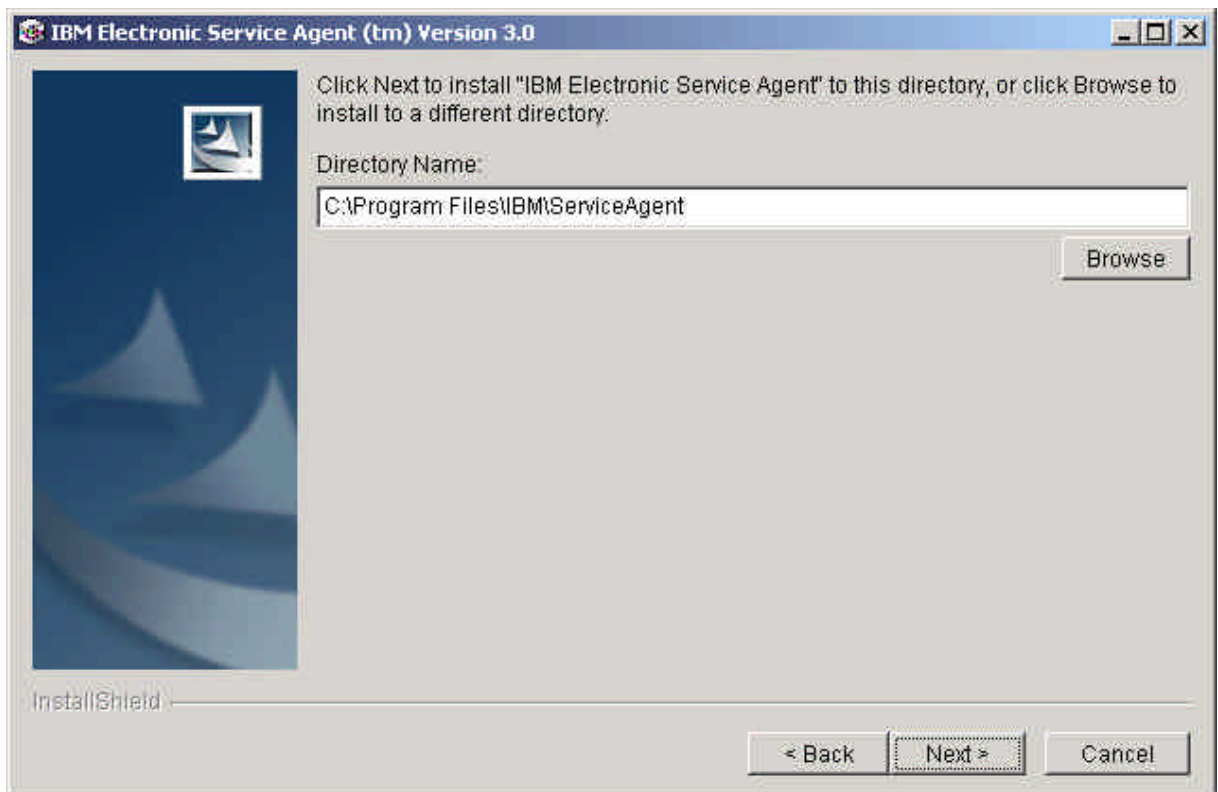 IBM Electronic Service Agent (tm) Version 3.0
Click Next to install "IBM Electronic Service Agent" to this directory, or click Browse to
install to a different directory.
Directory Name:
C:\Program Files\IBM\ServiceAgent
Browse
InstallShield
< Back
Next >
Cancel